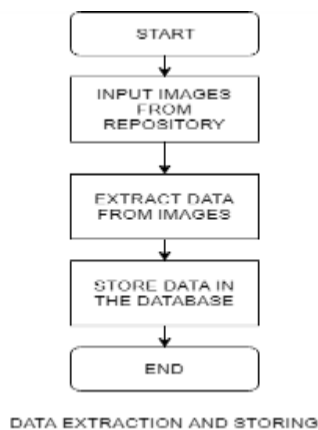 START
INPUT IMAGES
FROM
REPOSITORY
EXTRACT DATA
FROM IMAGES
STORE DATA IN
THE DATABASE
END
DATA EXTRACTION AND STORING